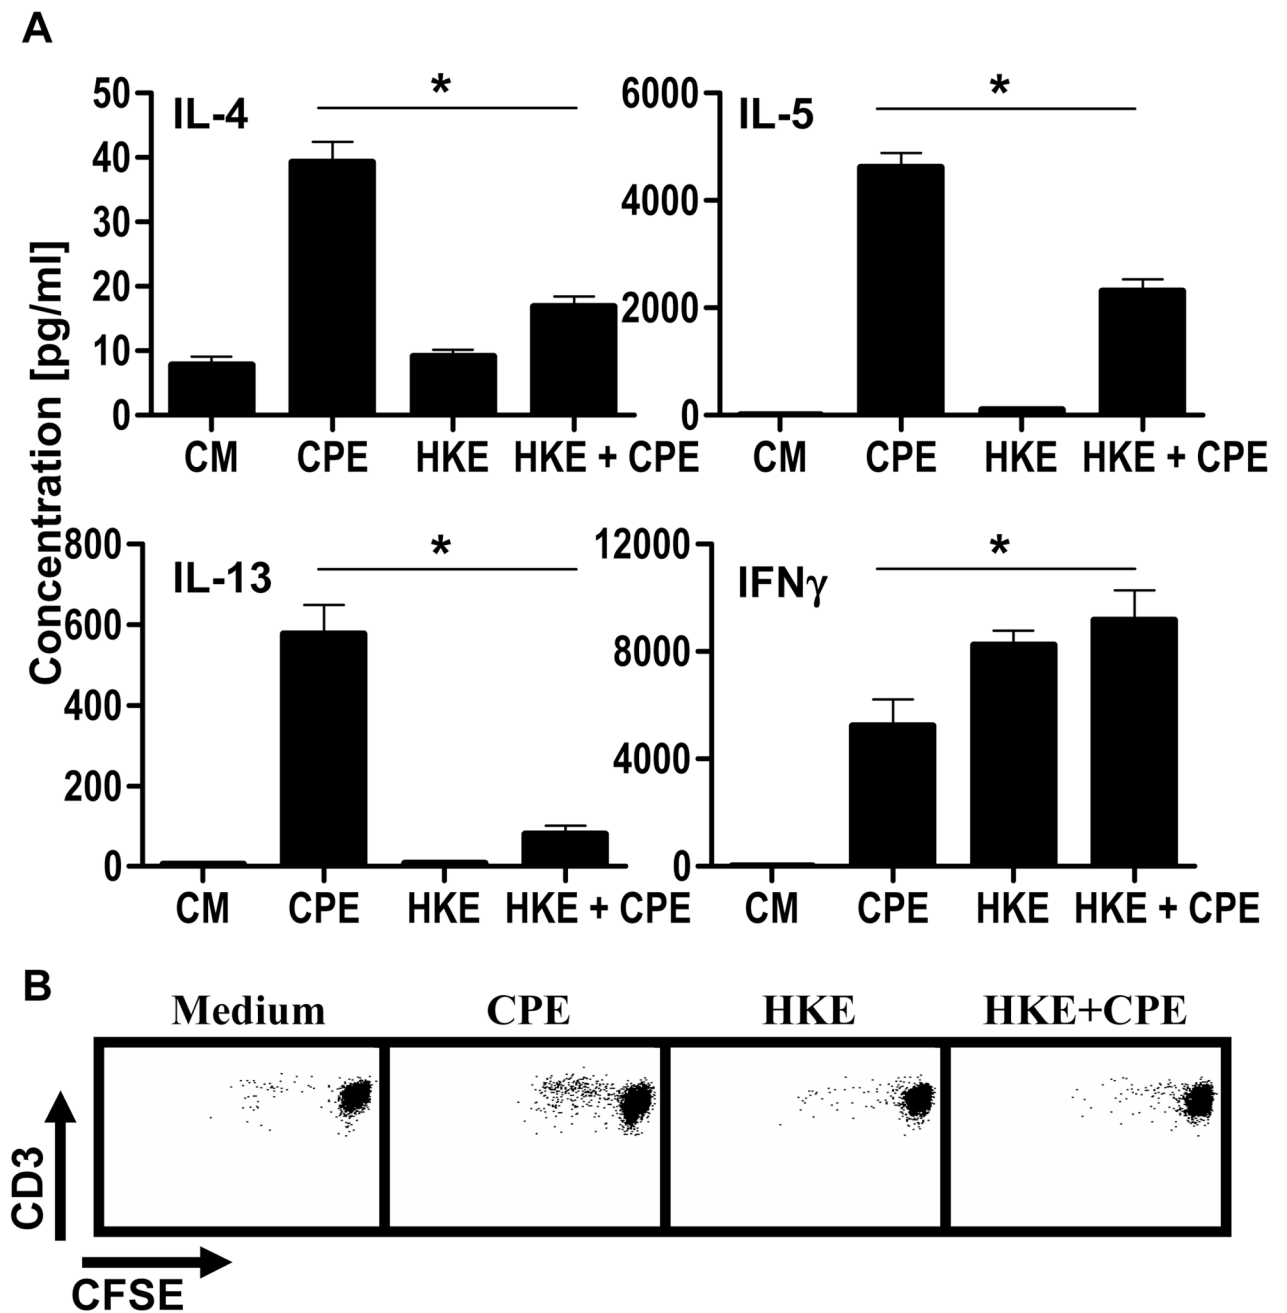 A
Concentration [pg/ml]
IL-4
*
50
40
30
20
10
0
CM CPE HKE HKE + CPE
IL-5
*
6000
4000
2000
0
CM CPE HKE HKE + CPE
IL-13
*
800
600
400
200
0
CM CPE HKE HKE + CPE
IFNγ
*
12000
8000
4000
0
CM CPE HKE HKE + CPE
B
Medium CPE HKE HKE+CPE
CD3
CFSE